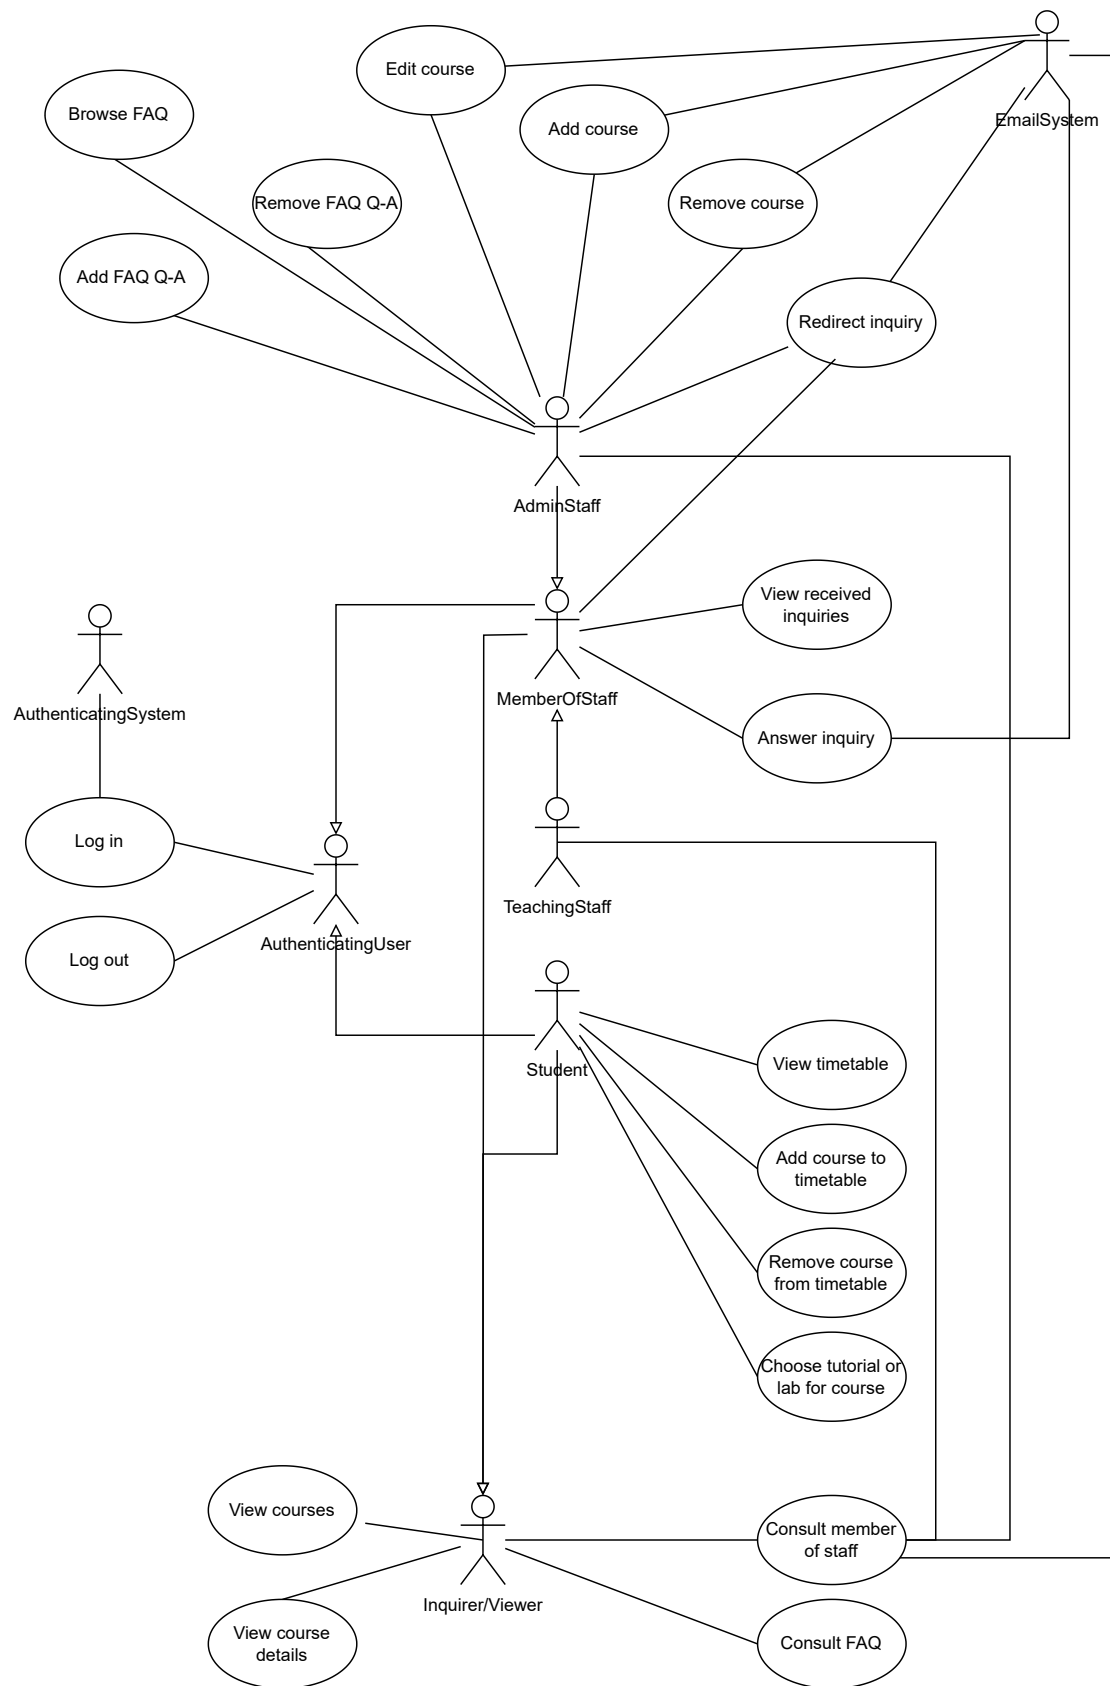 Edit course
Browse FAQ
Add course
EmailSystem
Remove FAQ Q-A
Remove course
Add FAQ Q-A
Redirect inquiry
AdminStaff
View received
inquiries
MemberOfStaff
AuthenticatingSystem
Answer inquiry
Log in
TeachingStaff
AuthenticatingUser
Log out
Student
View timetable
Add course to
timetable
Remove course
from timetable
Choose tutorial or
lab for course
View courses
Consult member
of staff
Inquirer/Viewer
View course
details
Consult FAQ